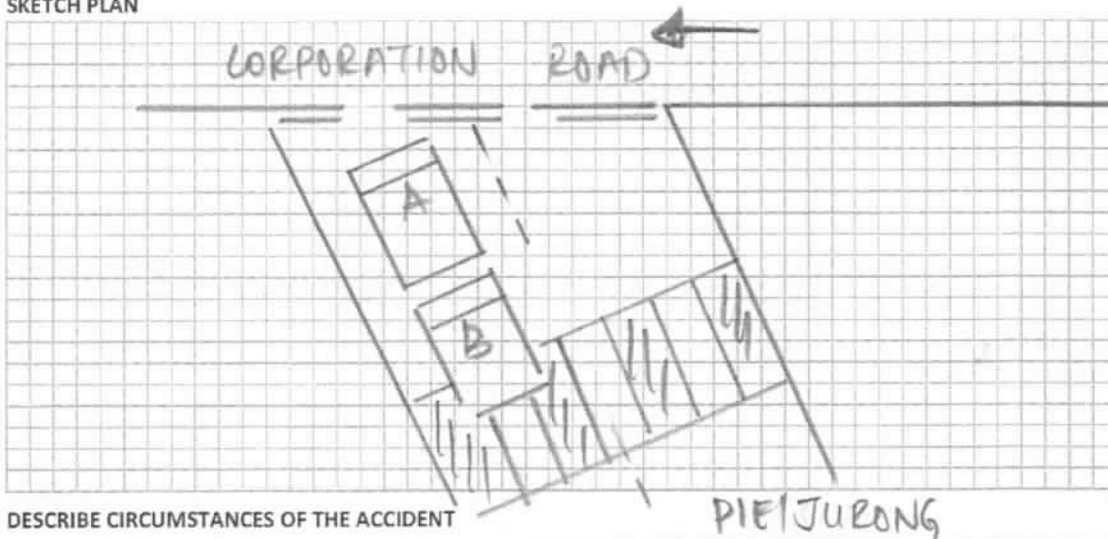 SKETCH PLAN
CORPORATION ROAD
A
B
PIE/JURONG
DESCRIBE CIRCUMSTANCES OF THE ACCIDENT